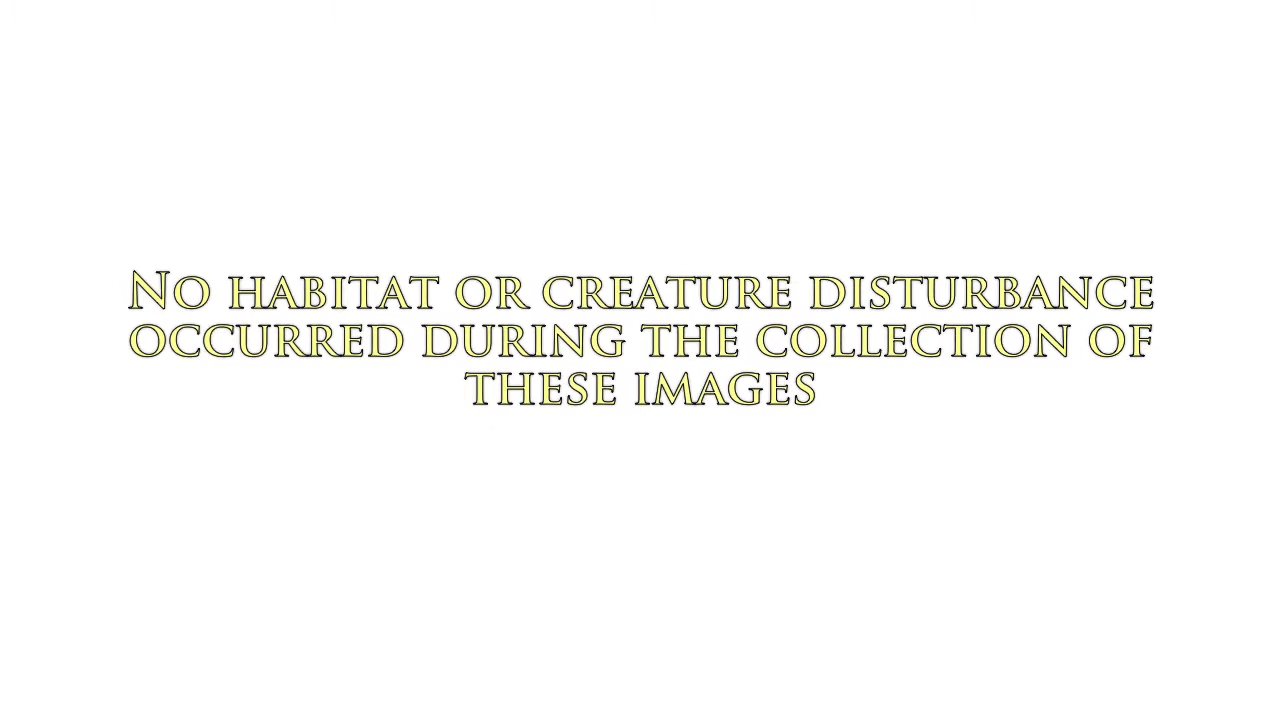 No habitat or creature disturbance
occurred during the collection of
these images